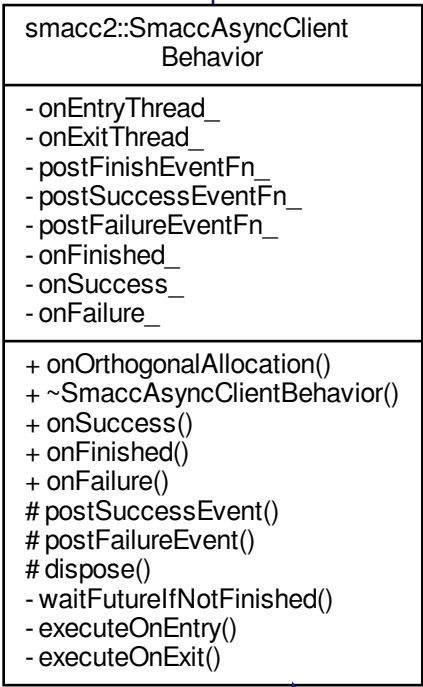 smacc2::SmaccAsyncClient
Behavior
- onEntryThread_
- onExitThread_
- postFinishEventFn_
- postSuccessEventFn_
- postFailureEventFn_
- onFinished_
- onSuccess_
- onFailure_
+ onOrthogonalAllocation()
+ ~SmaccAsyncClientBehavior()
+ onSuccess()
+ onFinished()
+ onFailure()
# postSuccessEvent()
# postFailureEvent()
# dispose()
- waitFutureIfNotFinished()
- executeOnEntry()
- executeOnExit()